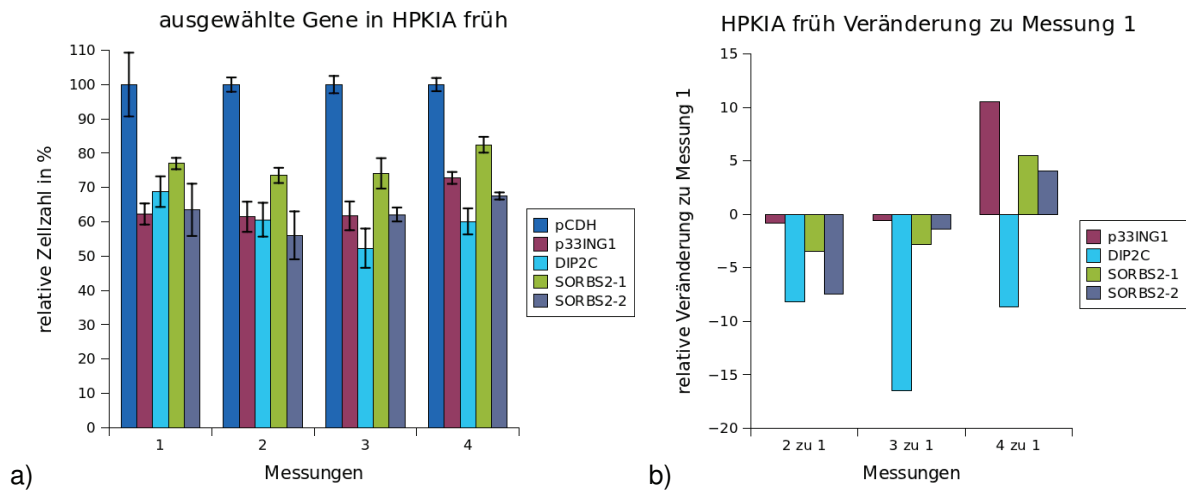 ausgewählte Gene in HPKIA früh
relative Zellzahl in %
110
100
90
80
70
60
50
40
30
20
10
0
1
2
3
4
Messungen
pCDH
p33ING1
DIP2C
SORBS2-1
SORBS2-2
a)
HPKIA früh Veränderung zu Messung 1
relative Veränderung zu Messung 1
15
10
5
0
−5
−10
−15
−20
2 zu 1
3 zu 1
4 zu 1
Messungen
p33ING1
DIP2C
SORBS2-1
SORBS2-2
b)